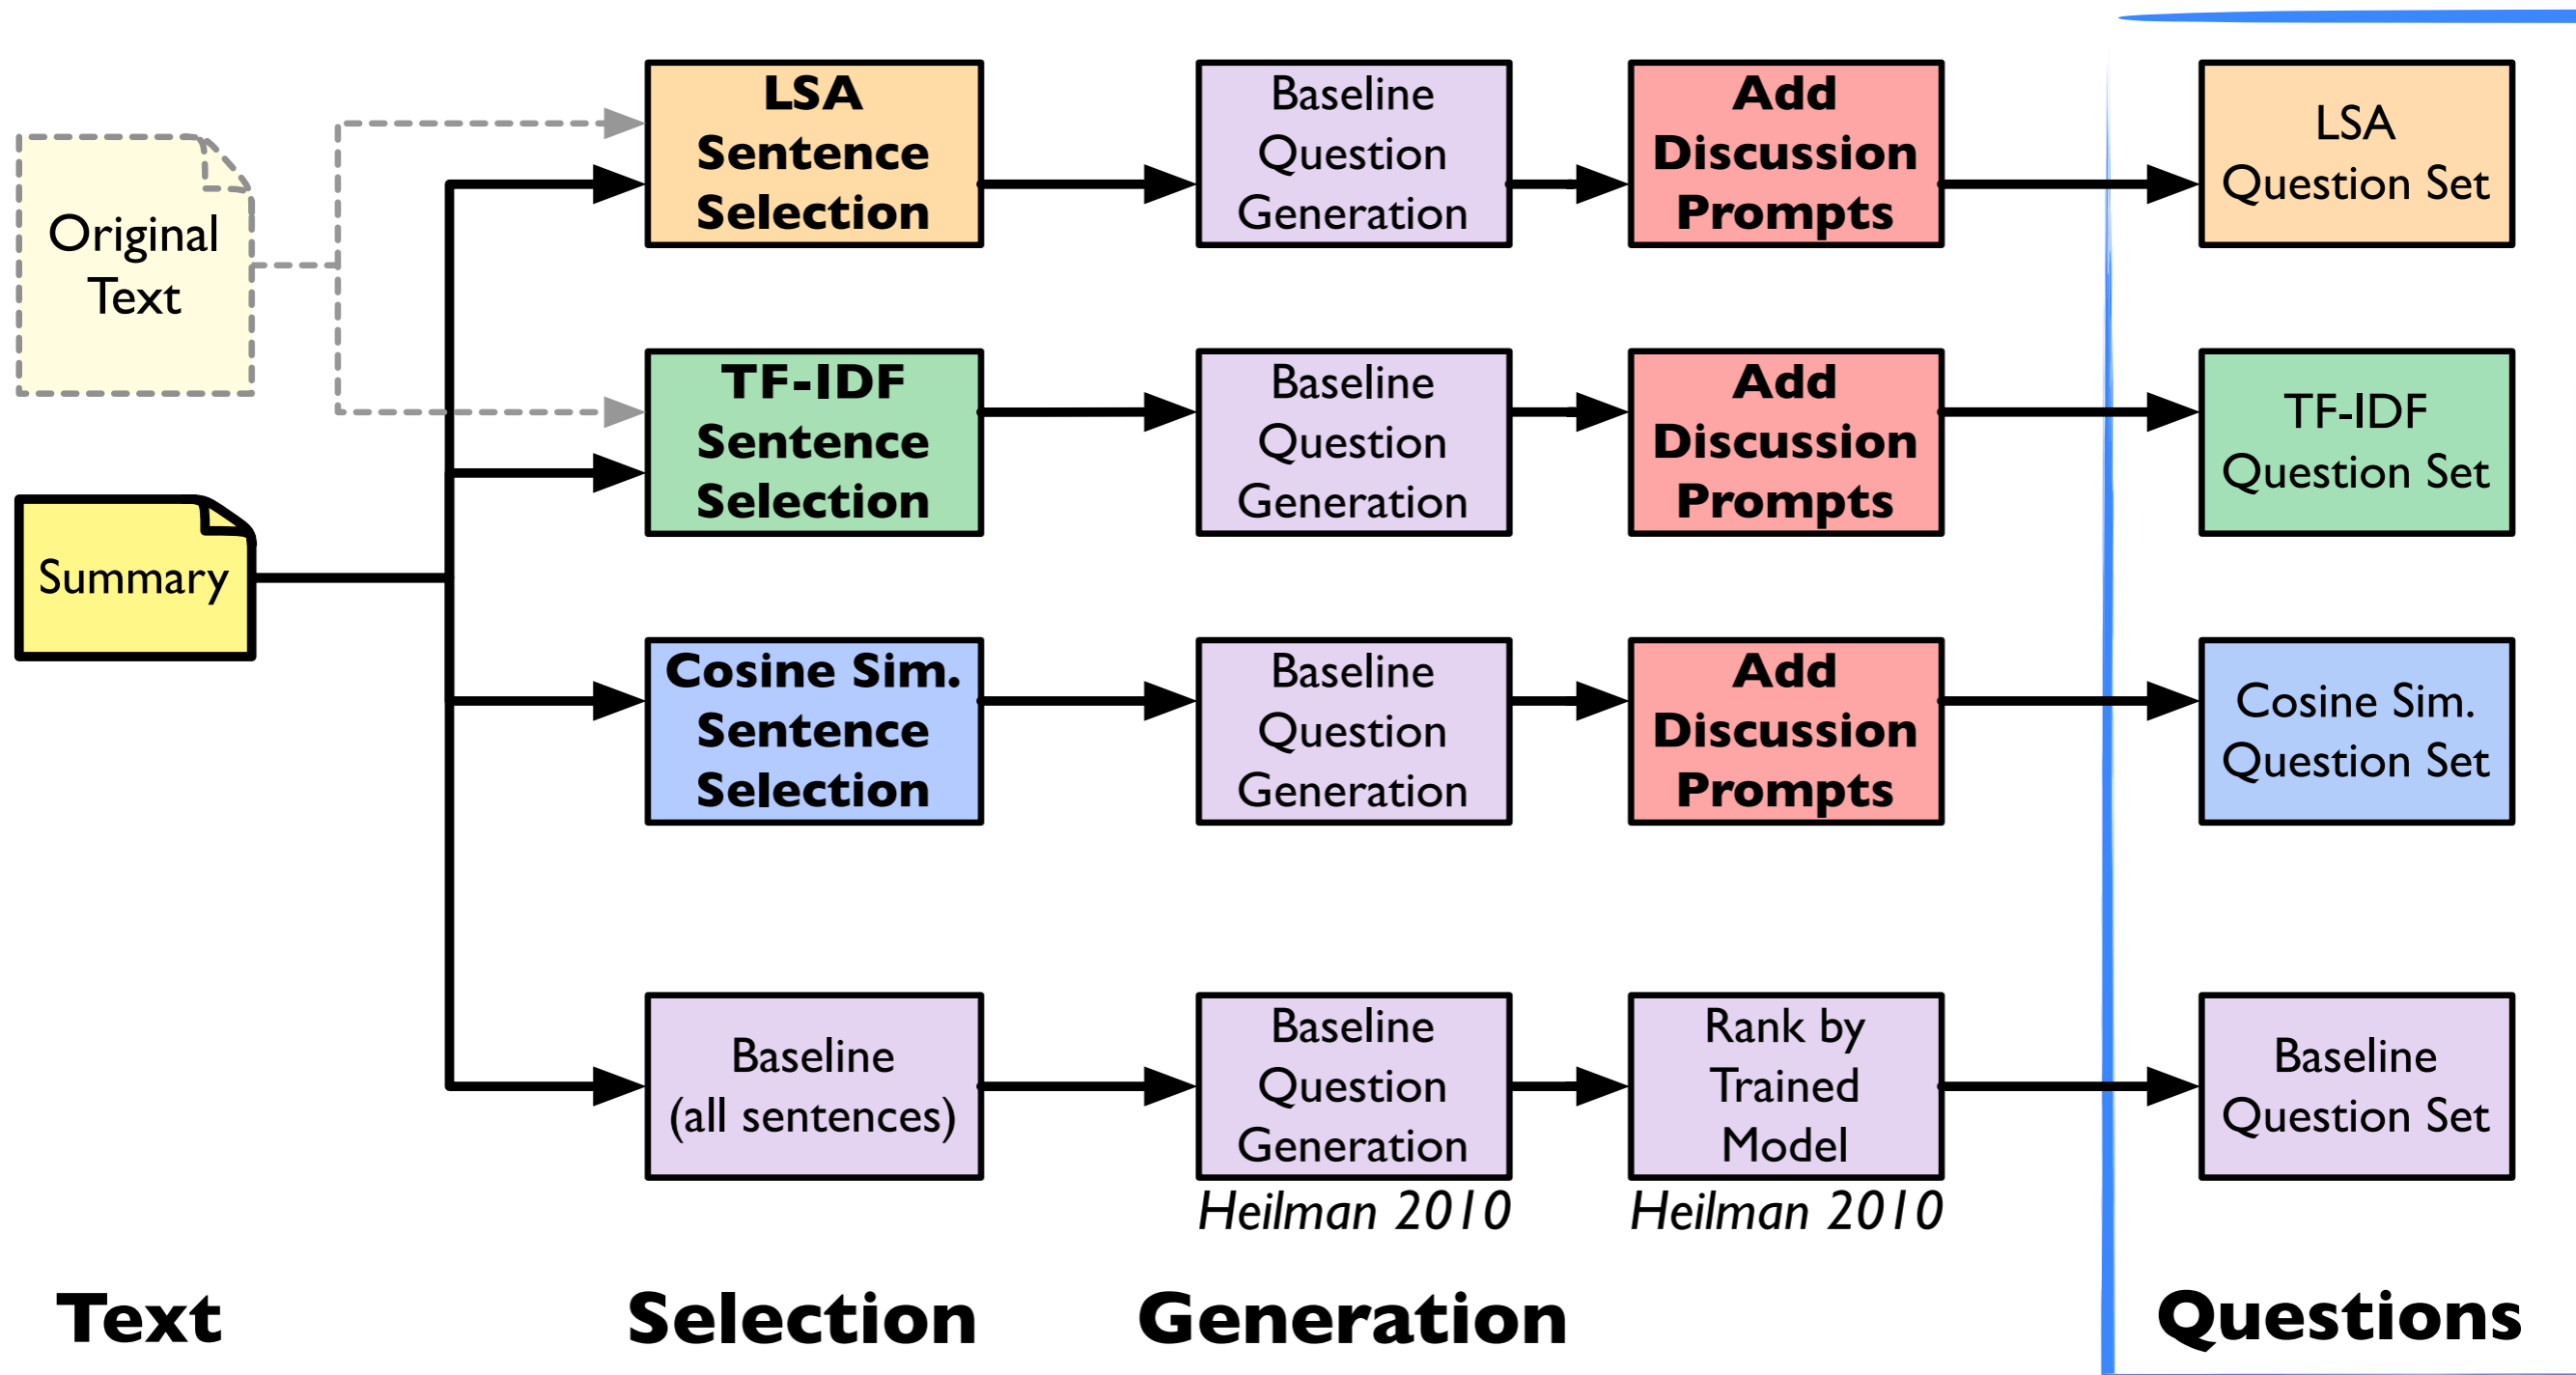 Original
Text
Summary
LSA
Sentence
Selection
Baseline
Question
Generation
Add
Discussion
Prompts
LSA
Question Set
TF-IDF
Sentence
Selection
Baseline
Question
Generation
Add
Discussion
Prompts
TF-IDF
Question Set
Cosine Sim.
Sentence
Selection
Baseline
Question
Generation
Add
Discussion
Prompts
Cosine Sim.
Question Set
Baseline
(all sentences)
Baseline
Question
Generation
Heilman 2010
Rank by
Trained
Model
Heilman 2010
Baseline
Question Set
Text
Selection
Generation
Questions